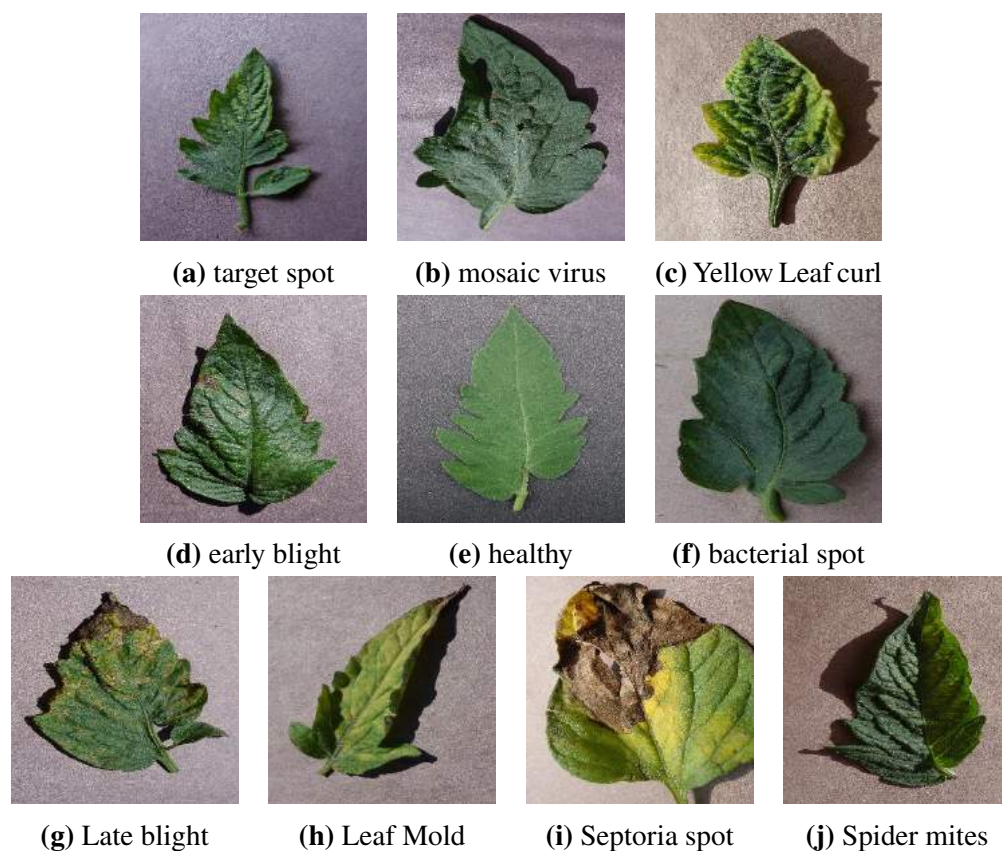 (a) target spot
(b) mosaic virus
(c) Yellow Leaf curl
(d) early blight
(e) healthy
(f) bacterial spot
(g) Late blight
(h) Leaf Mold
(i) Septoria spot
(j) Spider mites